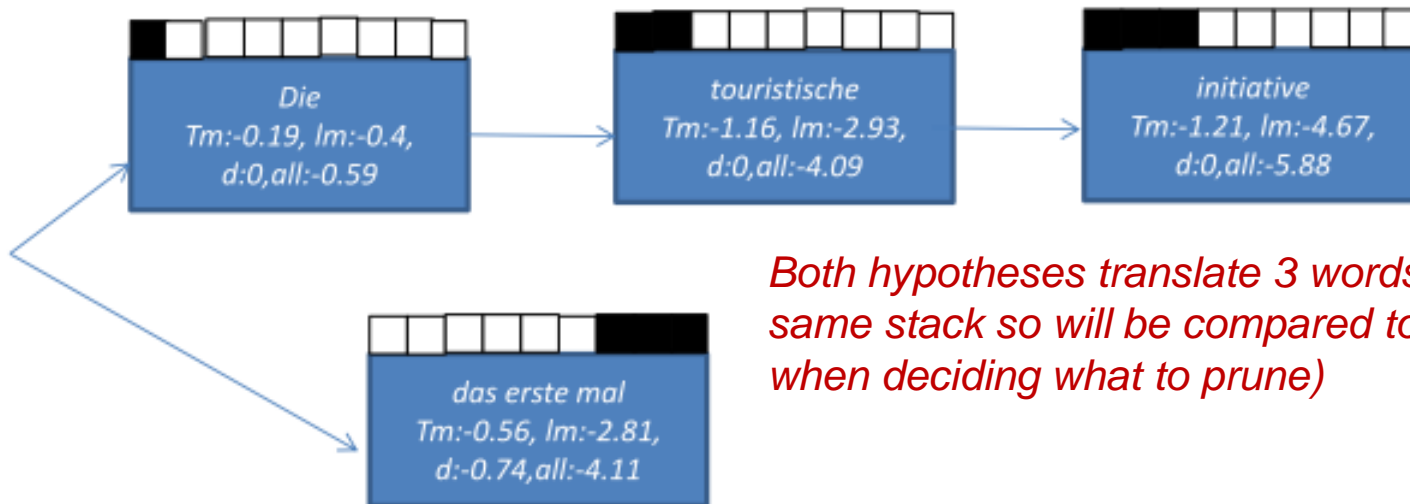 Die
Tm:-0.19, lm:-0.4,
d:0,all:-0.59
touristische
Tm:-1.16, lm:-2.93,
d:0,all:-4.09
initiative
Tm:-1.21, lm:-4.67,
d:0,all:-5.88
Both hypotheses translate 3 words
same stack so will be compared to
when deciding what to prune)
das erste mal
Tm:-0.56, lm:-2.81,
d:-0.74,all:-4.11